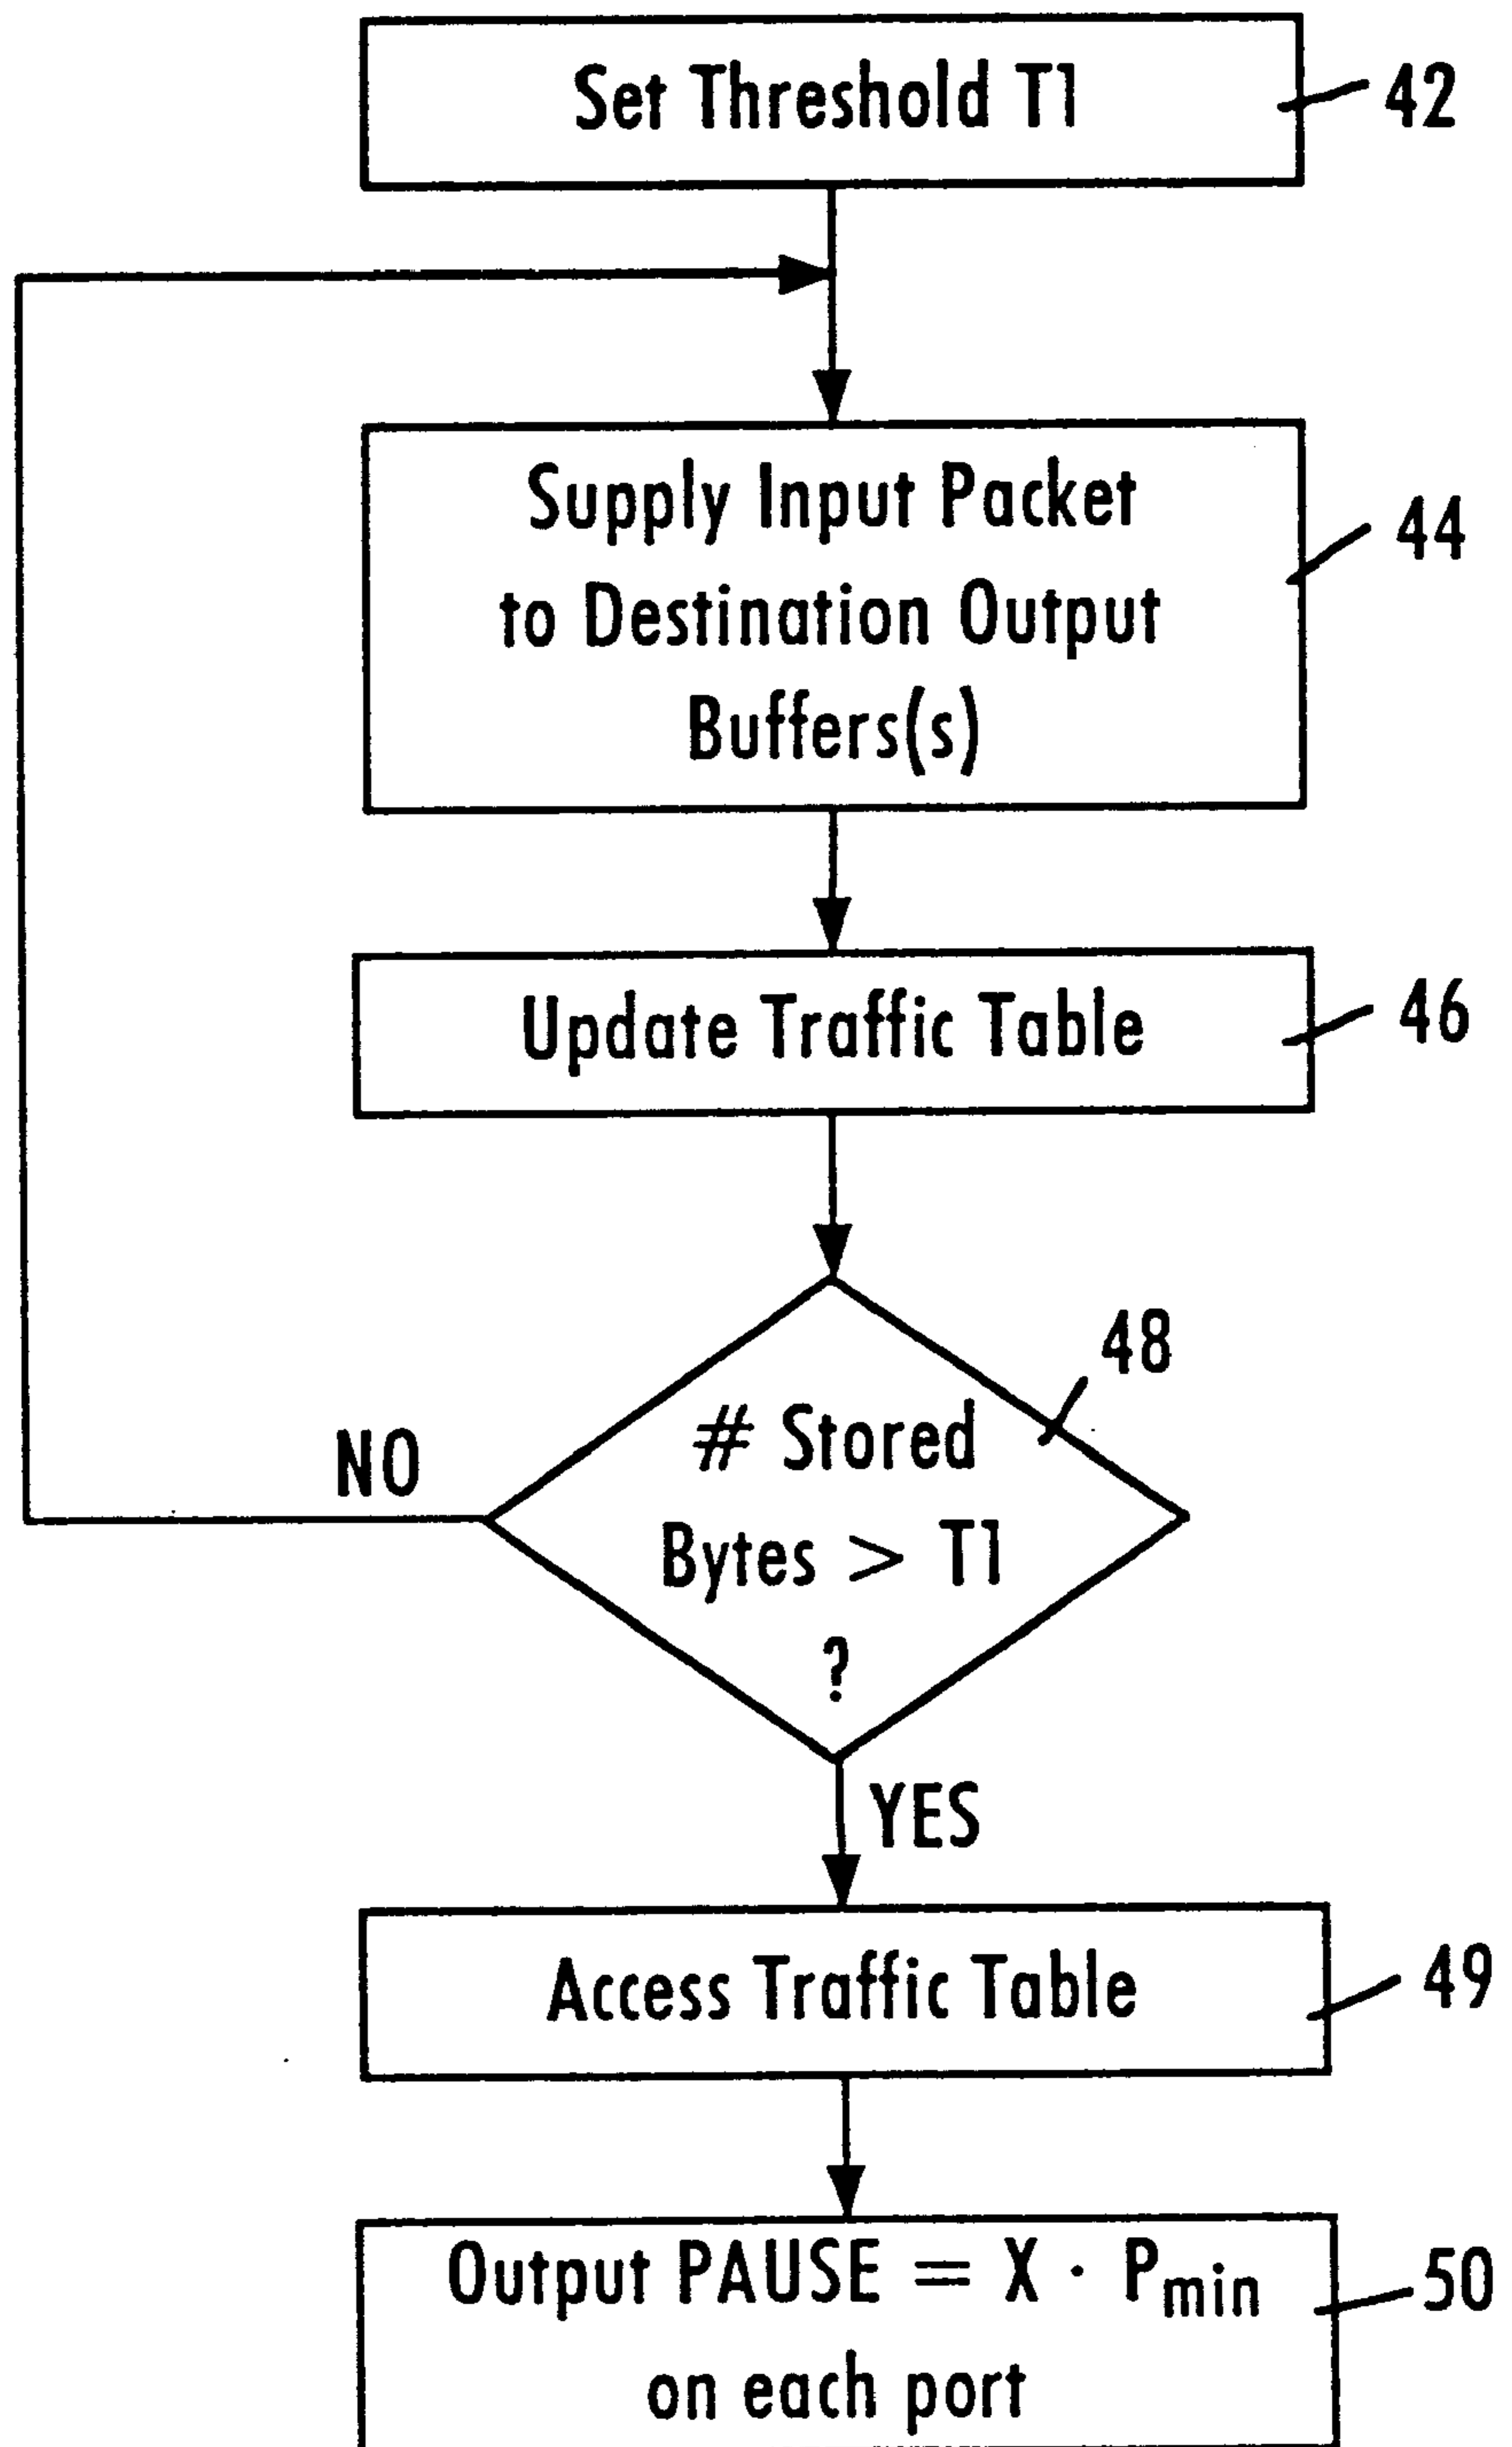 Set Threshold T1
42
Supply Input Packet
to Destination Output
Buffers(s)
44
Update Traffic Table
46
48
# Stored
Bytes > T1
?
NO
YES
Access Traffic Table
49
Output PAUSE = X · Pmin
on each port
50